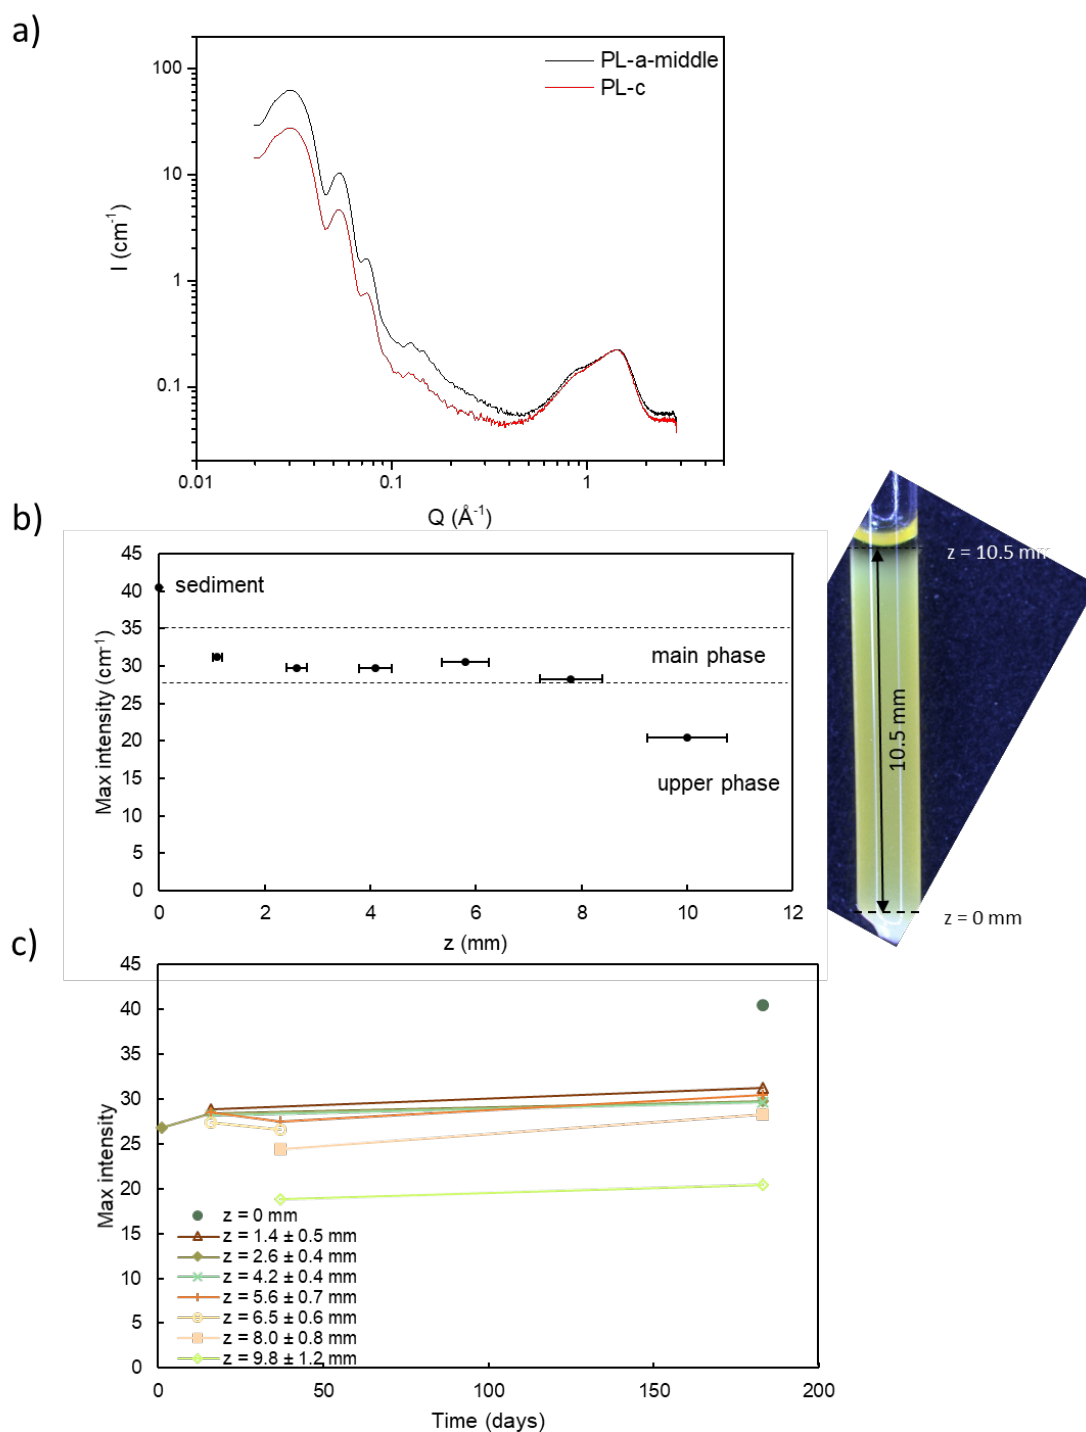 a)
100
10
1
0.1
I (cm-1)
PL-a-middle
PL-c
0.01
0.1
1
Q (Å-1)
b)
45
40
35
30
25
20
15
10
5
0
Max intensity (cm-1)
sediment
main phase
upper phase
0
2
4
6
8
10
12
z (mm)
z = 10.5 mm
10.5 mm
z = 0 mm
c)
45
40
35
30
25
20
15
10
5
0
Max intensity
z = 0 mm
z = 1.4 ± 0.5 mm
z = 2.6 ± 0.4 mm
z = 4.2 ± 0.4 mm
z = 5.6 ± 0.7 mm
z = 6.5 ± 0.6 mm
z = 8.0 ± 0.8 mm
z = 9.8 ± 1.2 mm
0
50
100
150
200
Time (days)